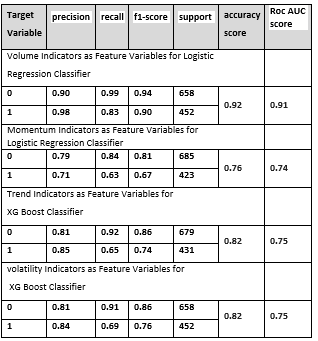 Target Variable precision recall f1-score support accuracy score Roc AUC score
Volume Indicators as Feature Variables for Logistic
Regression Classifier
0 0.90 0.99 0.94 658 0.92 0.91
1 0.98 0.83 0.90 452
Momentum Indicators as Feature Variables for
Logistic Regression Classifier
0 0.79 0.84 0.81 685 0.76 0.74
1 0.71 0.63 0.67 423
Trend Indicators as Feature Variables for
XG Boost Classifier
0 0.81 0.92 0.86 679 0.82 0.75
1 0.85 0.65 0.74 431
volatility Indicators as Feature Variables for
XG Boost Classifier
0 0.81 0.91 0.86 658 0.82 0.75
1 0.84 0.69 0.76 452